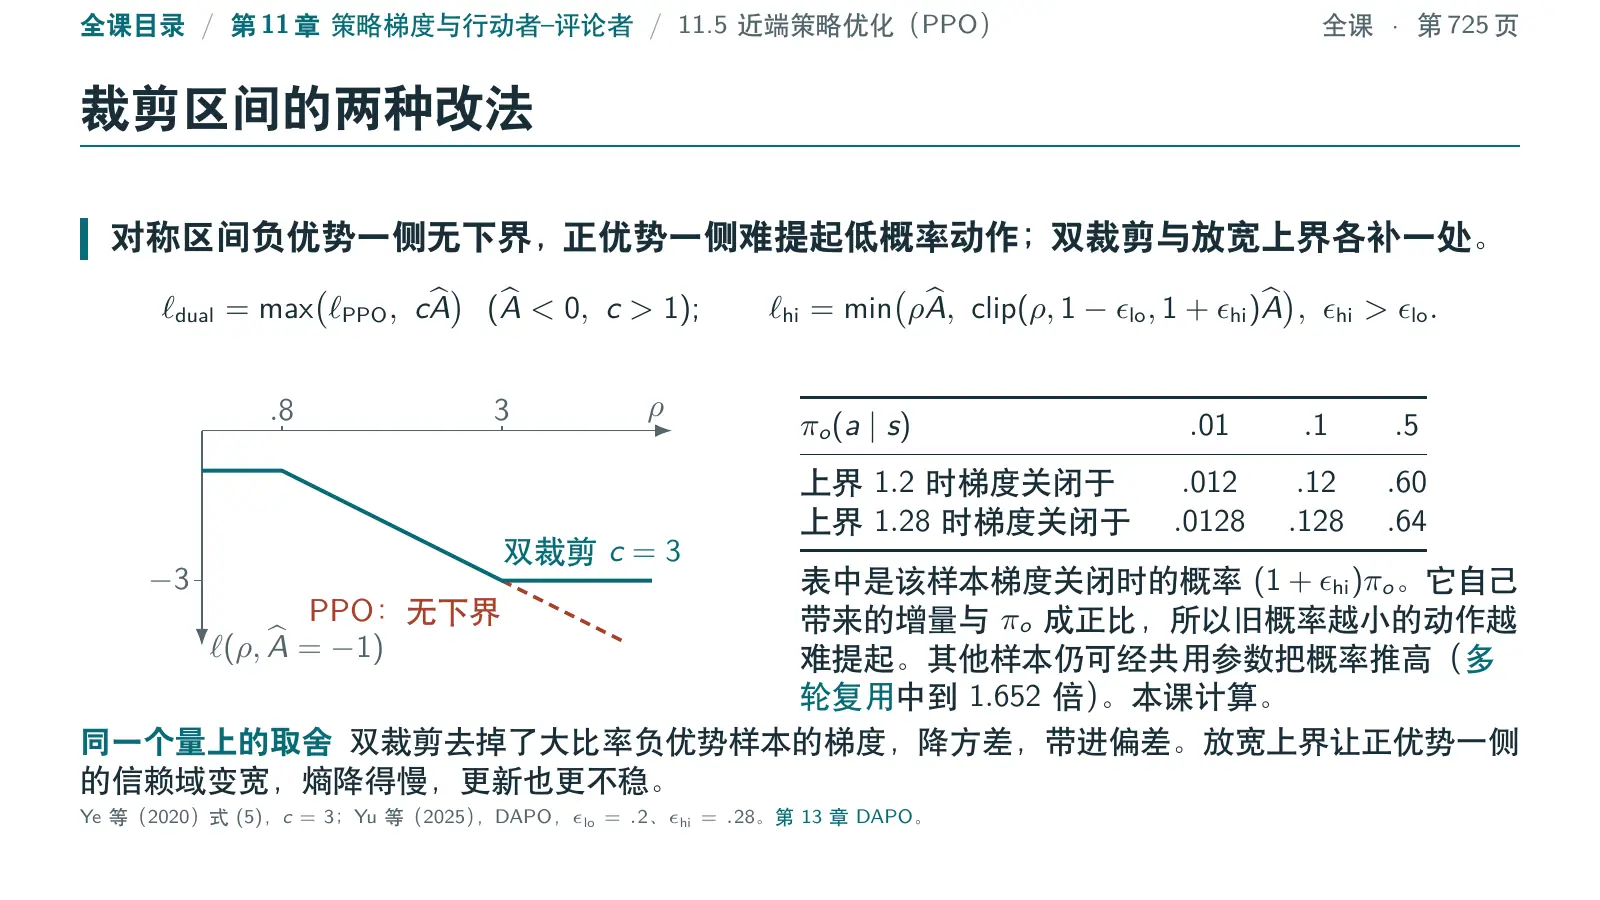 全课目录 / 第 11 章 策略梯度与行动者–评论者 / 11.5 近端策略优化（PPO） 全课 · 第 725 页
裁剪区间的两种改法
对称区间负优势一侧无下界，正优势一侧难提起低概率动作；双裁剪与放宽上界各补一处。
ℓ_dual = max(ℓ_PPO, cÂ) (Â < 0, c > 1); ℓ_hi = min(ρÂ, clip(ρ, 1 − ϵ_lo, 1 + ϵ_hi)Â), ϵ_hi > ϵ_lo.
.8 3 ρ
−3
双裁剪 c = 3
PPO：无下界
ℓ(ρ, Â = −1)
π_o(a | s) .01 .1 .5
上界 1.2 时梯度关闭于 .012 .12 .60
上界 1.28 时梯度关闭于 .0128 .128 .64
表中是该样本梯度关闭时的概率 (1 + ϵ_hi)π_o。它自己
带来的增量与 π_o 成正比，所以旧概率越小的动作越
难提起。其他样本仍可经共用参数把概率推高（多
轮复用中到 1.652 倍）。本课计算。
同一个量上的取舍 双裁剪去掉了大比率负优势样本的梯度，降方差，带进偏差。放宽上界让正优势一侧
的信赖域变宽，熵降得慢，更新也更不稳。
Ye 等（2020）式 (5)，c = 3；Yu 等（2025），DAPO，ϵ_lo = .2、ϵ_hi = .28。第 13 章 DAPO。